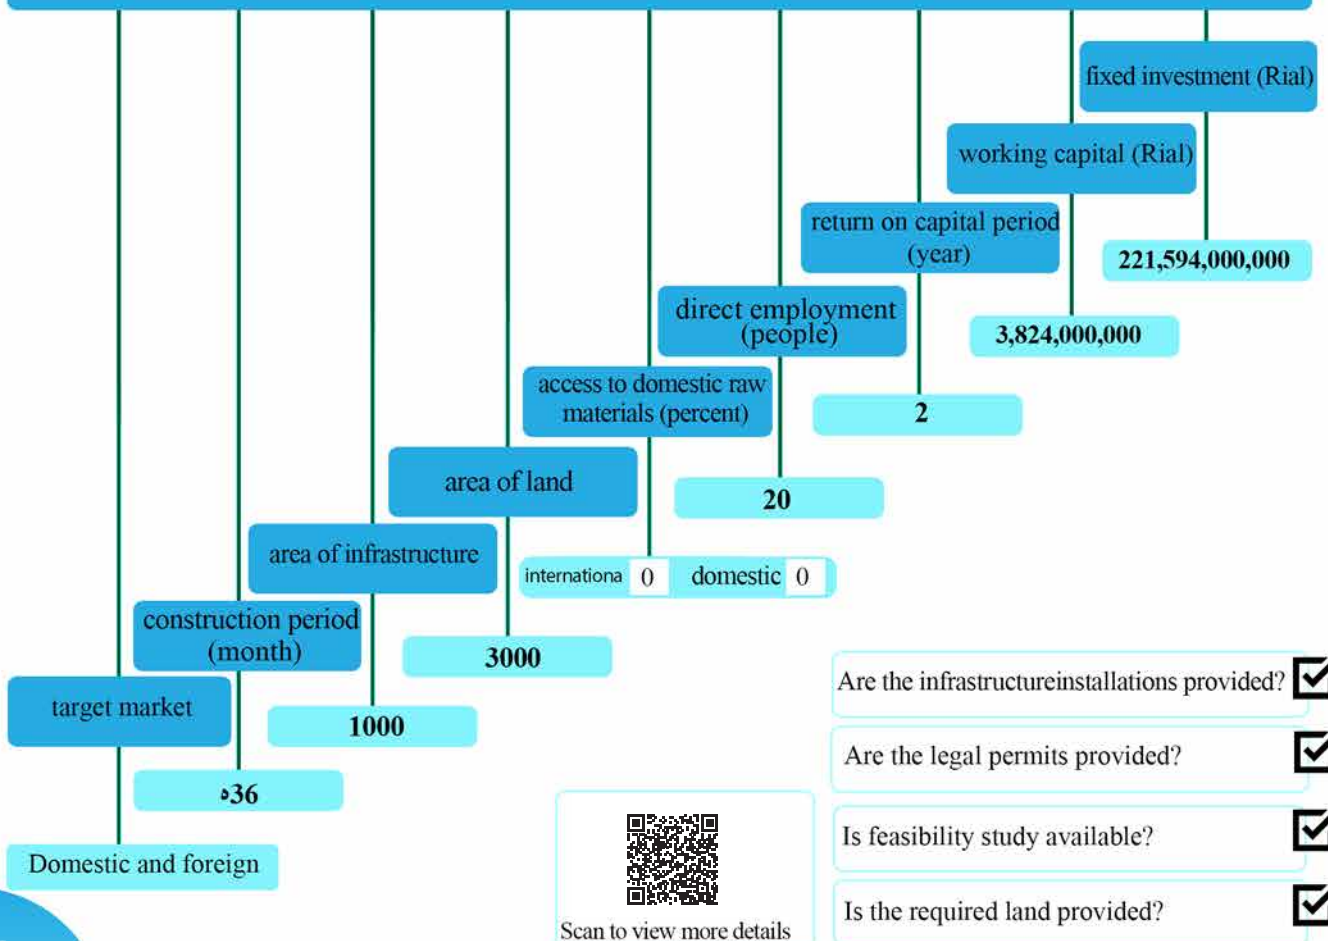 fixed investment (Rial)
221,594,000,000
working capital (Rial)
3,824,000,000
return on capital period
(year)
2
direct employment
(people)
20
access to domestic raw
materials (percent)
internationa 0 domestic 0
area of land
3000
area of infrastructure
1000
construction period
(month)
ه36
target market
Domestic and foreign
Are the infrastructureinstallations provided?
Are the legal permits provided?
Is feasibility study available?
Is the required land provided?
Scan to view more details